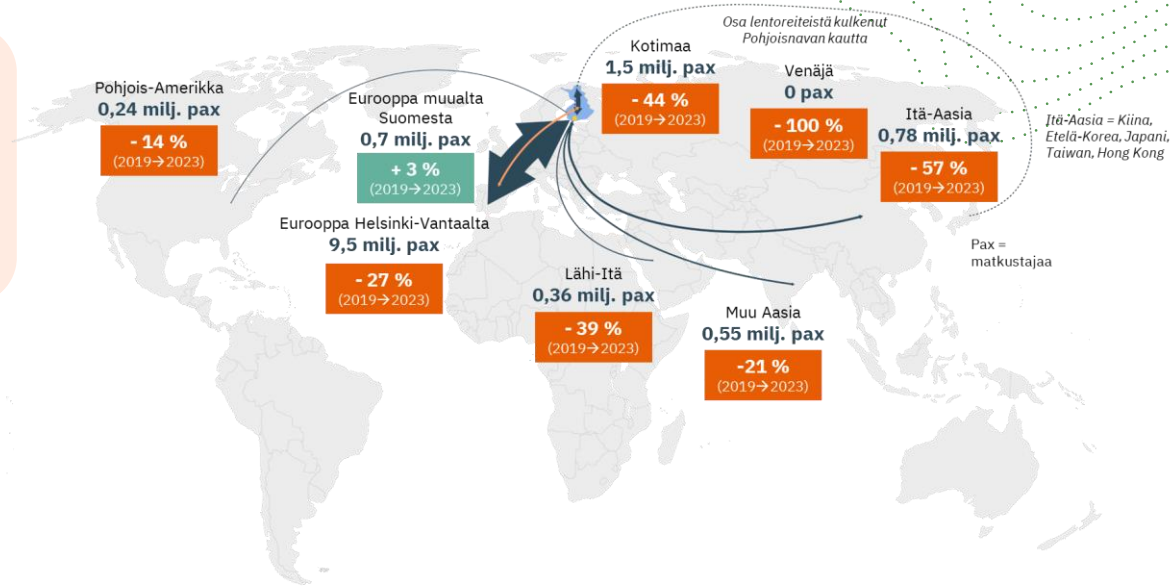 Osa lentoreiteistä kulkenut
Pohjoisnavan kautta
Pohjois-Amerikka
0,24 milj. pax
- 14 %
(2019→2023)
Eurooppa muualta
Suomesta
0,7 milj. pax
+ 3 %
(2019→2023)
Kotimaa
1,5 milj. pax
- 44 %
(2019→2023)
Venäjä
0 pax
- 100 %
(2019→2023)
Itä-Aasia
0,78 milj. pax
- 57 %
(2019→2023)
Itä-Aasia = Kiina,
Etelä-Korea, Japani,
Taiwan, Hong Kong
Eurooppa Helsinki-Vantaalta
9,5 milj. pax
- 27 %
(2019→2023)
Lähi-Itä
0,36 milj. pax
- 39 %
(2019→2023)
Muu Aasia
0,55 milj. pax
-21 %
(2019→2023)
Pax =
matkustajaa